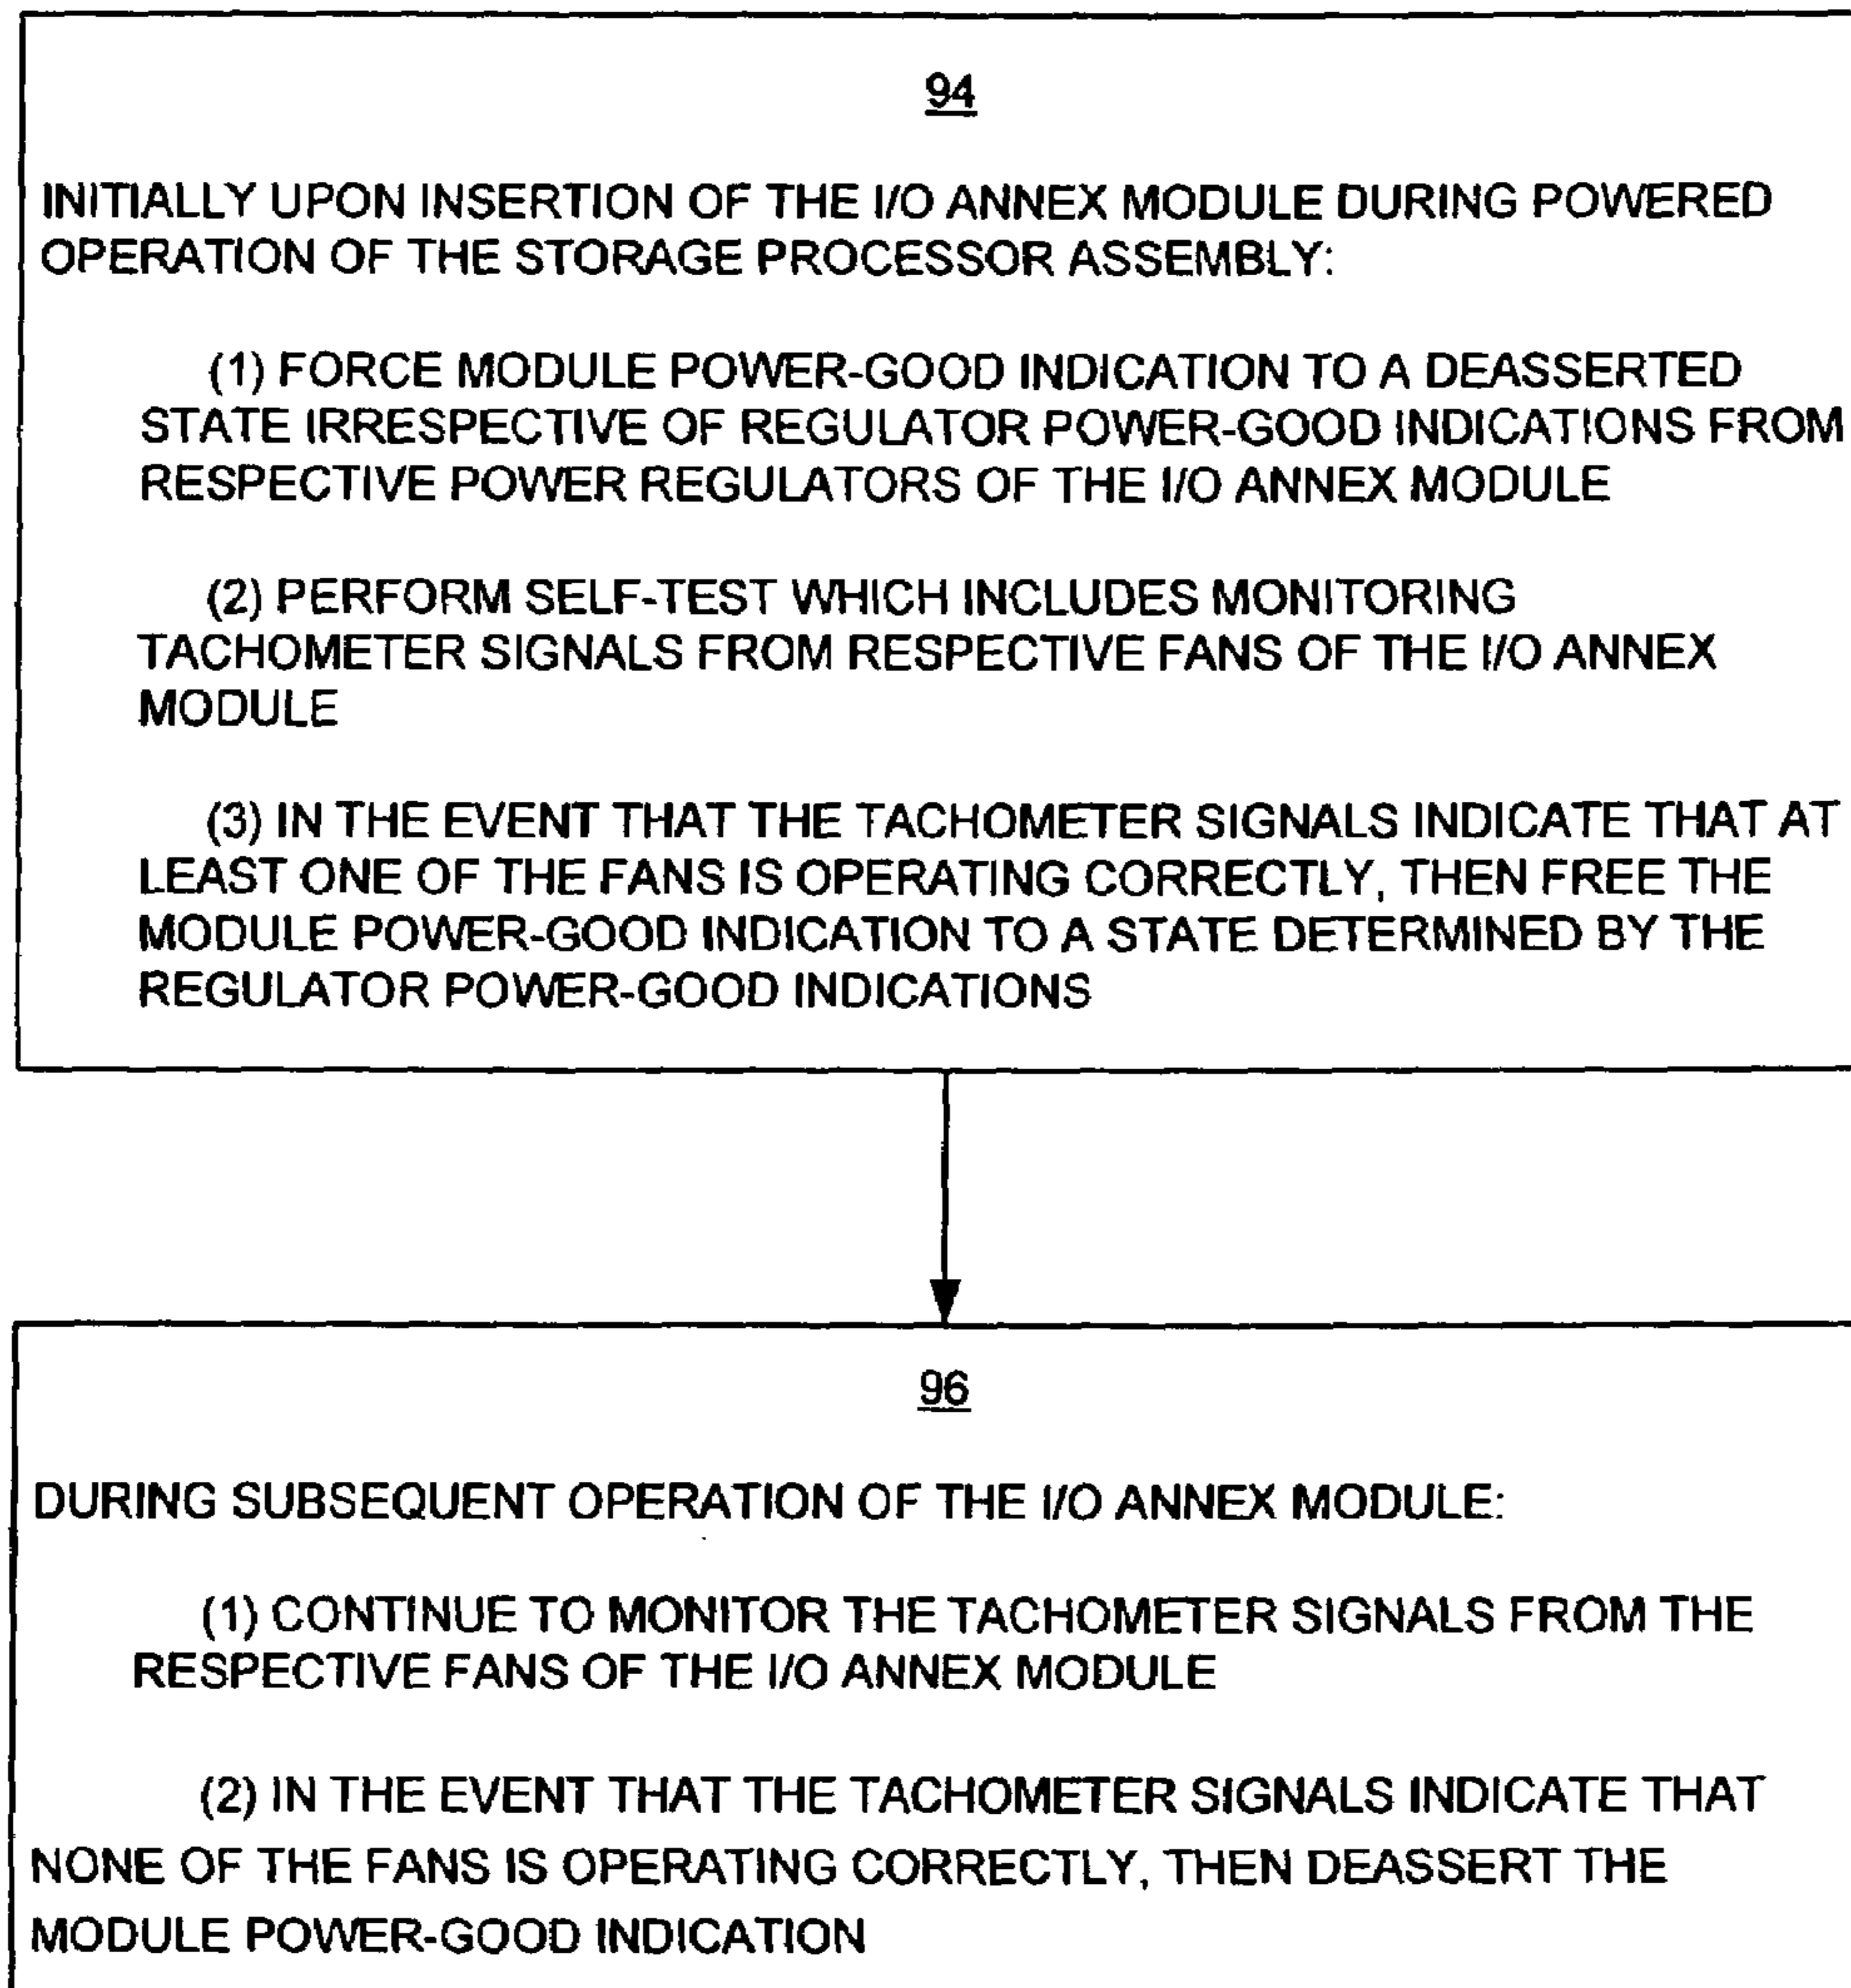 94
INITIALLY UPON INSERTION OF THE I/O ANNEX MODULE DURING POWERED
OPERATION OF THE STORAGE PROCESSOR ASSEMBLY:
(1) FORCE MODULE POWER-GOOD INDICATION TO A DEASSERTED
STATE IRRESPECTIVE OF REGULATOR POWER-GOOD INDICATIONS FROM
RESPECTIVE POWER REGULATORS OF THE I/O ANNEX MODULE
(2) PERFORM SELF-TEST WHICH INCLUDES MONITORING
TACHOMETER SIGNALS FROM RESPECTIVE FANS OF THE I/O ANNEX
MODULE
(3) IN THE EVENT THAT THE TACHOMETER SIGNALS INDICATE THAT AT
LEAST ONE OF THE FANS IS OPERATING CORRECTLY, THEN FREE THE
MODULE POWER-GOOD INDICATION TO A STATE DETERMINED BY THE
REGULATOR POWER-GOOD INDICATIONS
96
DURING SUBSEQUENT OPERATION OF THE I/O ANNEX MODULE:
(1) CONTINUE TO MONITOR THE TACHOMETER SIGNALS FROM THE
RESPECTIVE FANS OF THE I/O ANNEX MODULE
(2) IN THE EVENT THAT THE TACHOMETER SIGNALS INDICATE THAT
NONE OF THE FANS IS OPERATING CORRECTLY, THEN DEASSERT THE
MODULE POWER-GOOD INDICATION